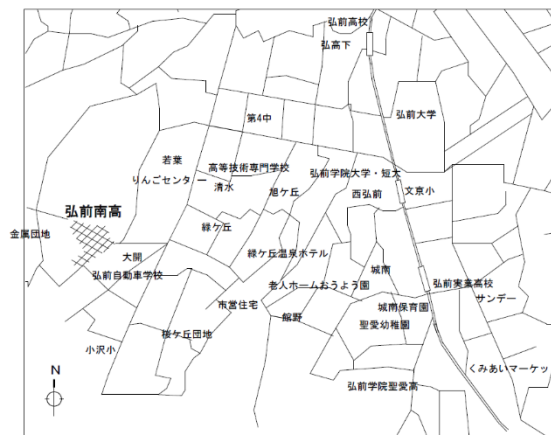 弘前高校
弘高下
第4中
弘前大学
若葉
りんごセンター
高等技術専門学校
清水
旭ケ丘
弘前学院大学・短大
西弘前
文京小
弘前南高
金属団地
緑ケ丘
大開
弘前自動車学校
緑ケ丘温泉ホテル
城南
老人ホームおうよう園
弘前実業高校
サンデー
市営住宅
城南保育園
舘野
聖愛幼稚園
桜ケ丘団地
小沢小
くみあいマーケッ
弘前学院聖愛高
N